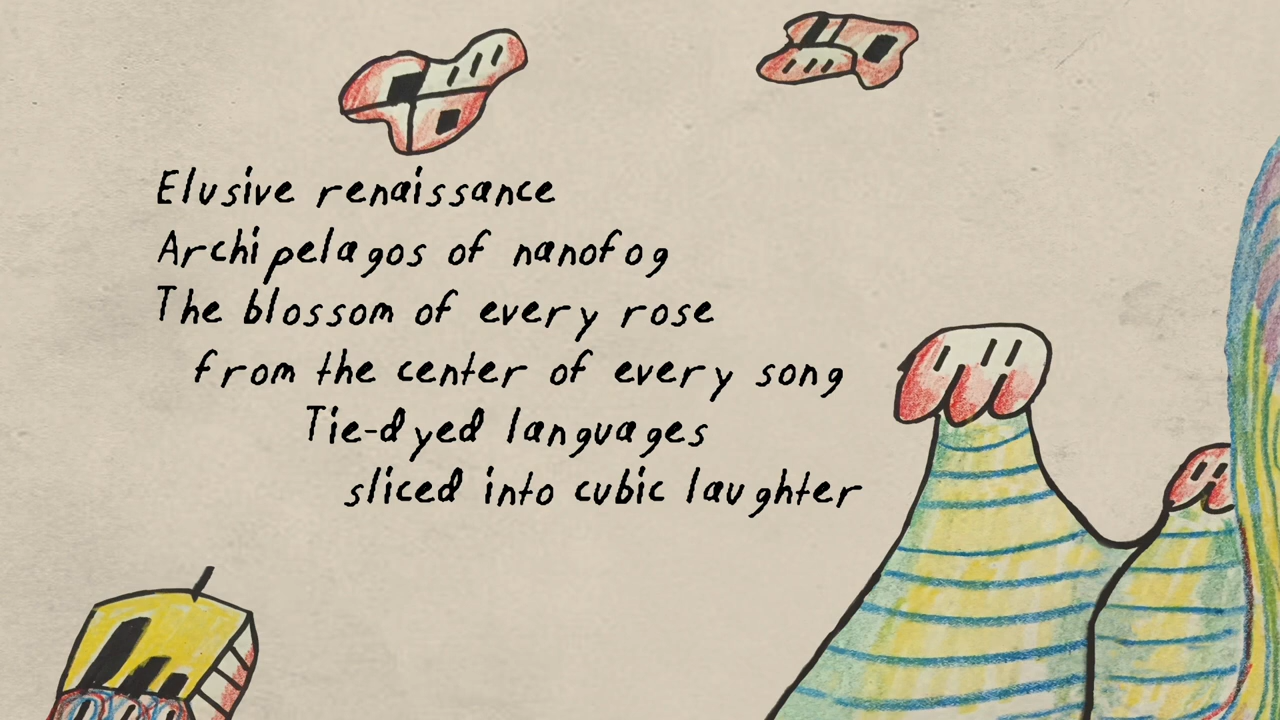 Elusive renaissance
Archipelagos of nanofog
The blossom of every rose
from the center of every song
Tie-dyed languages
sliced into cubic laughter